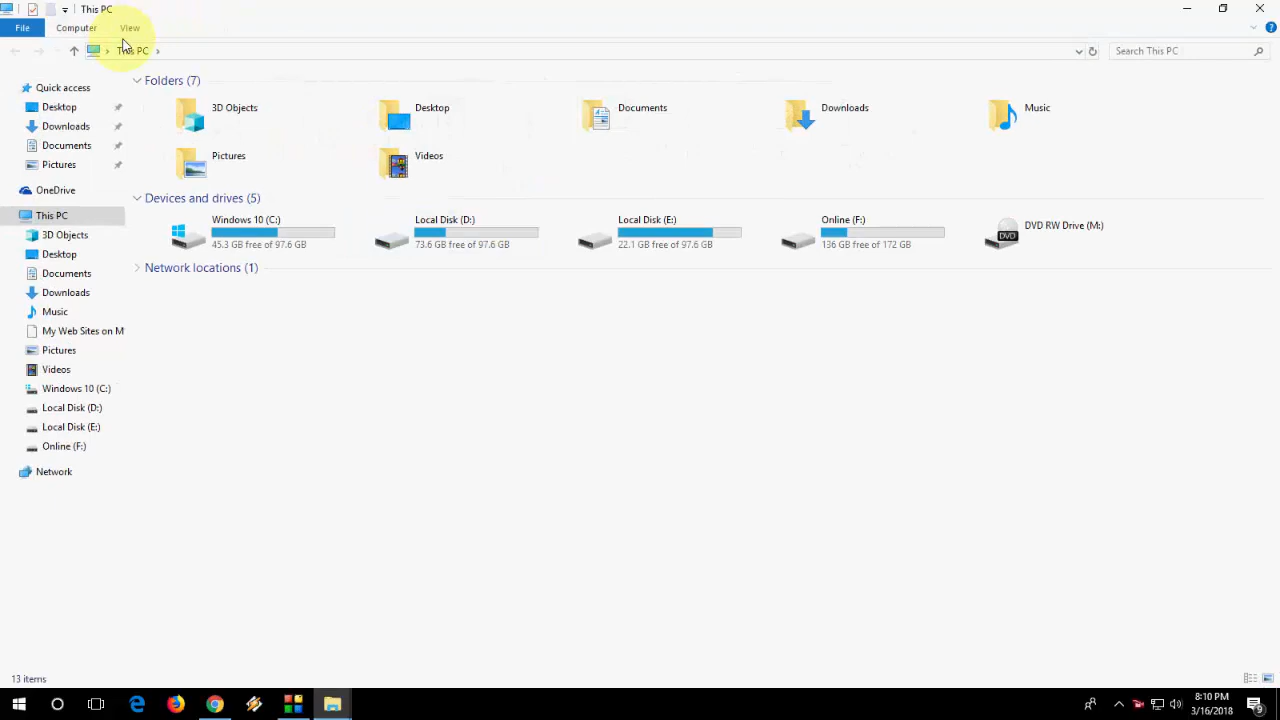 This PC
File Computer View
This PC
Search This PC
Quick access
Desktop
Downloads
Documents
Pictures
OneDrive
This PC
3D Objects
Desktop
Documents
Downloads
Music
My Web Sites on M
Pictures
Videos
Windows 10 (C:)
Local Disk (D:)
Local Disk (E:)
Online (F:)
Network
Folders (7)
3D Objects
Desktop
Documents
Downloads
Music
Pictures
Videos
Devices and drives (5)
Windows 10 (C:)
45.3 GB free of 97.6 GB
Local Disk (D:)
73.6 GB free of 97.6 GB
Local Disk (E:)
22.1 GB free of 97.6 GB
Online (F:)
136 GB free of 172 GB
DVD
DVD RW Drive (M:)
Network locations (1)
13 items
8:10 PM
3/16/2018
9